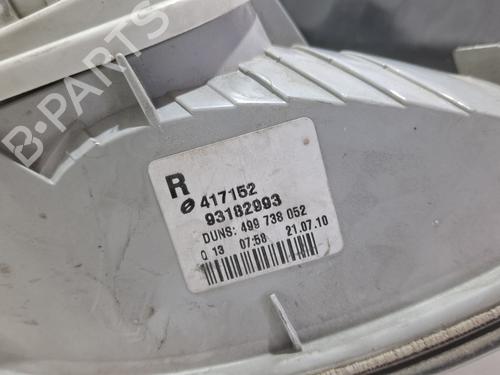 B-PARTS
R
ø 417152
93182993
DUNS: 499 738 052
Q 13 07:58 21.07.10